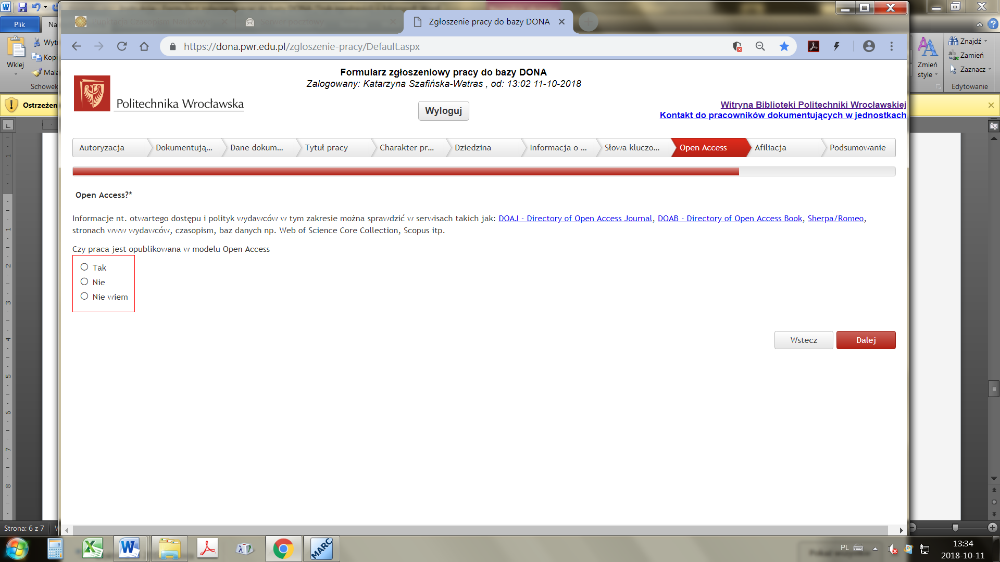 Plik
Na
Zgłoszenie pracy do bazy DONA
https://dona.pwr.edu.pl/zgloszenie-pracy/Default.aspx
Wklej
Schowek
Znajdź
Zamień
Zaznacz
Zmień
style
Edytowanie
Formularz zgłoszeniowy pracy do bazy DONA
Zalogowany: Katarzyna Szafińska-Watras , od: 13:02 11-10-2018
Politechnika Wrocławska
Wyloguj
Witryna Biblioteki Politechniki Wrocławskiej
Kontakt do pracowników dokumentujących w jednostkach
Autoryzacja
Dokumentują...
Dane dokum...
Tytuł pracy
Charakter pr...
Dziedzina
Informacja o ...
Słowa kluczo...
Open Access
Afiliacja
Podsumowanie
Open Access?*
Informacje nt. otwartego dostępu i polityk wydawców w tym zakresie można sprawdzić w serwisach takich jak: DOAJ - Directory of Open Access Journal, DOAB - Directory of Open Access Book, Sherpa/Romeo,
stronach www wydawców, czasopism, baz danych np. Web of Science Core Collection, Scopus itp.
Czy praca jest opublikowana w modelu Open Access
Tak
Nie
Nie wiem
Wstecz
Dalej
Strona: 6 z 7
MARC
PL
13:34
2018-10-11